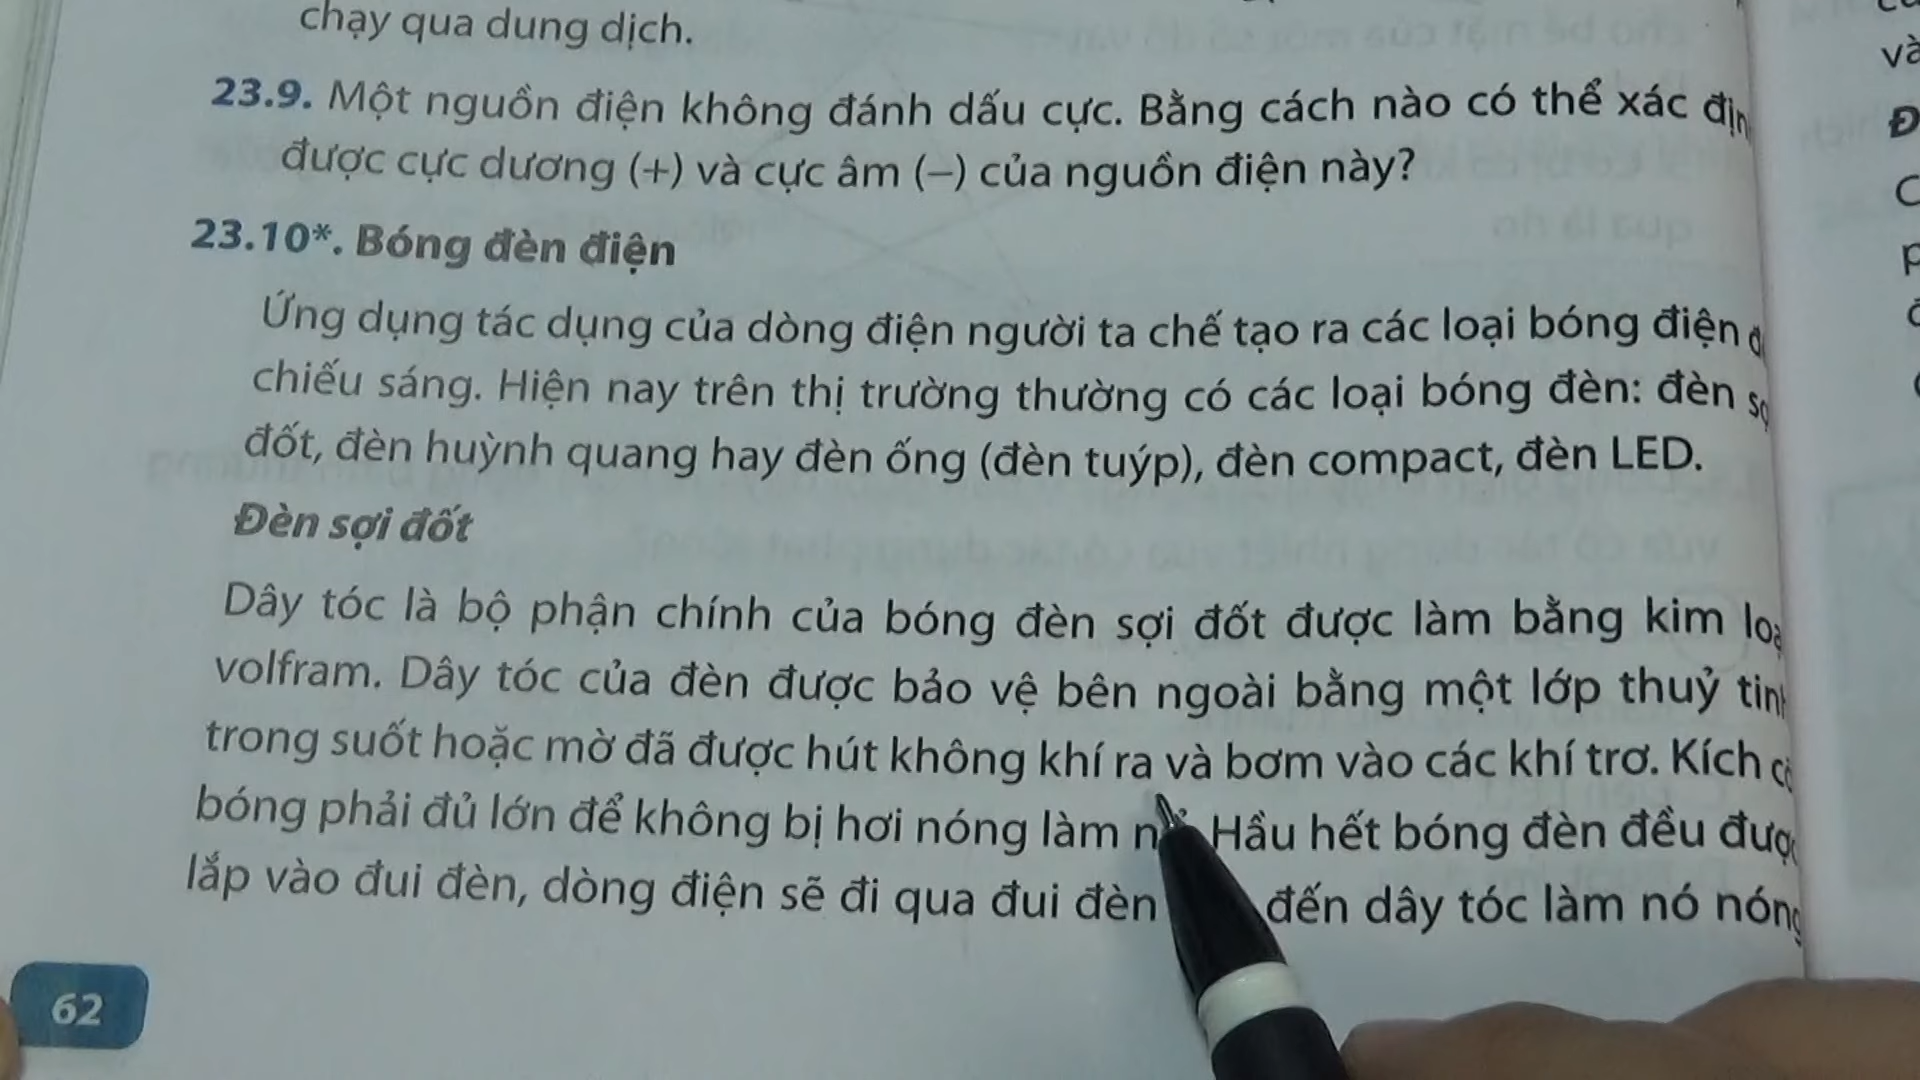 chạy qua dung dịch.
23.9. Một nguồn điện không đánh dấu cực. Bằng cách nào có thể xác
được cực dương (+) và cực âm (–) của nguồn điện này?
23.10*. Bóng đèn điện
Ứng dụng tác dụng của dòng điện người ta chế tạo ra các loại bóng điện
chiếu sáng. Hiện nay trên thị trường thường có các loại bóng đèn: đèn
đốt, đèn huỳnh quang hay đèn ống (đèn tuýp), đèn compact, đèn LED.
Đèn sợi đốt
Dây tóc là bộ phận chính của bóng đèn sợi đốt được làm bằng kim
volfram. Dây tóc của đèn được bảo vệ bên ngoài bằng một lớp thuỷ
trong suốt hoặc mờ đã được hút không khí ra và bơm vào các khí trơ. Kích
bóng phải đủ lớn để không bị hơi nóng làm Hầu hết bóng đèn đều
lắp vào đui đèn, dòng điện sẽ đi qua đui đèn đến dây tóc làm nó nóng
62
và